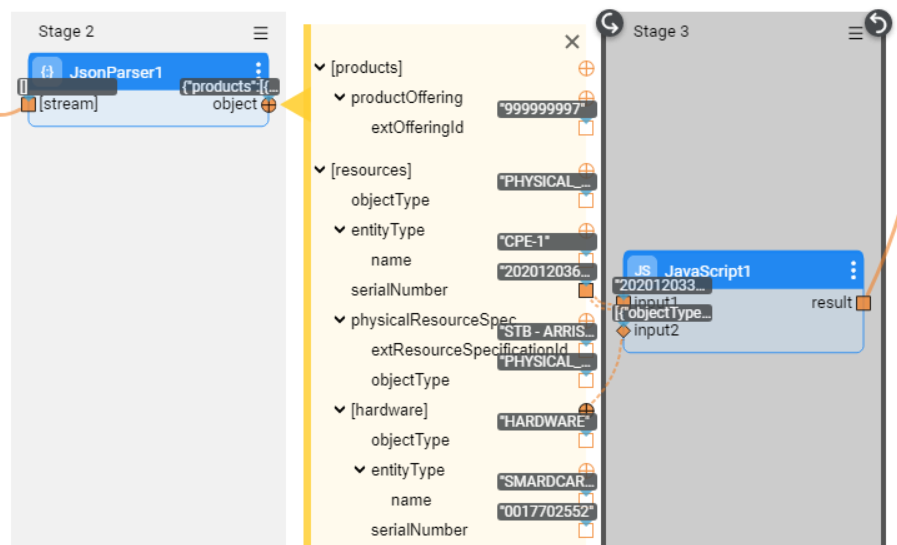 Stage 2
{:} JsonParser1
[]
{"products":[{...
[stream]
object
[products]
productOffering
"999999997"
extOfferingId
[resources]
"PHYSICAL_...
objectType
entityType
"CPE-1"
name
"202012036...
serialNumber
physicalResourceSpec
"STB - ARRIS...
extResourceSpecificationId
"PHYSICAL_...
objectType
[hardware]
"HARDWARE"
objectType
entityType
"SMARDCAR...
name
"0017702552"
serialNumber
Stage 3
JS JavaScript1
"202012033...
input1
result
[{"objectType...
input2